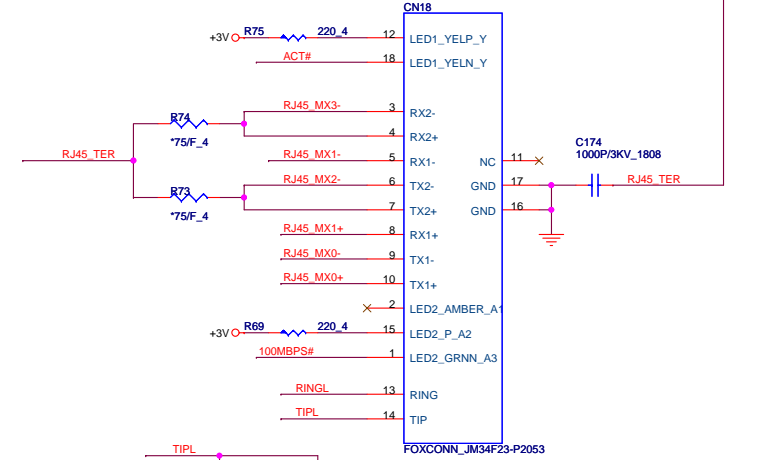 CN18
+3V R75 220_4 12 LED1_YELP_Y
ACT# 18 LED1_YELN_Y
RJ45_MX3- 3 RX2-
R74
*75/F_4
4 RX2+
RJ45_TER RJ45_MX1- 5 RX1- NC 11
C174
1000P/3KV_1808
RJ45_MX2- 6 TX2- GND 17 RJ45_TER
R73
*75/F_4
7 TX2+ GND 16
RJ45_MX1+ 8 RX1+
RJ45_MX0- 9 TX1-
RJ45_MX0+ 10 TX1+
2 LED2_AMBER_A1
+3V R69 220_4 15 LED2_P_A2
100MBPS# 1 LED2_GRNN_A3
RINGL 13 RING
TIPL 14 TIP
FOXCONN_JM34F23-P2053
TIPL